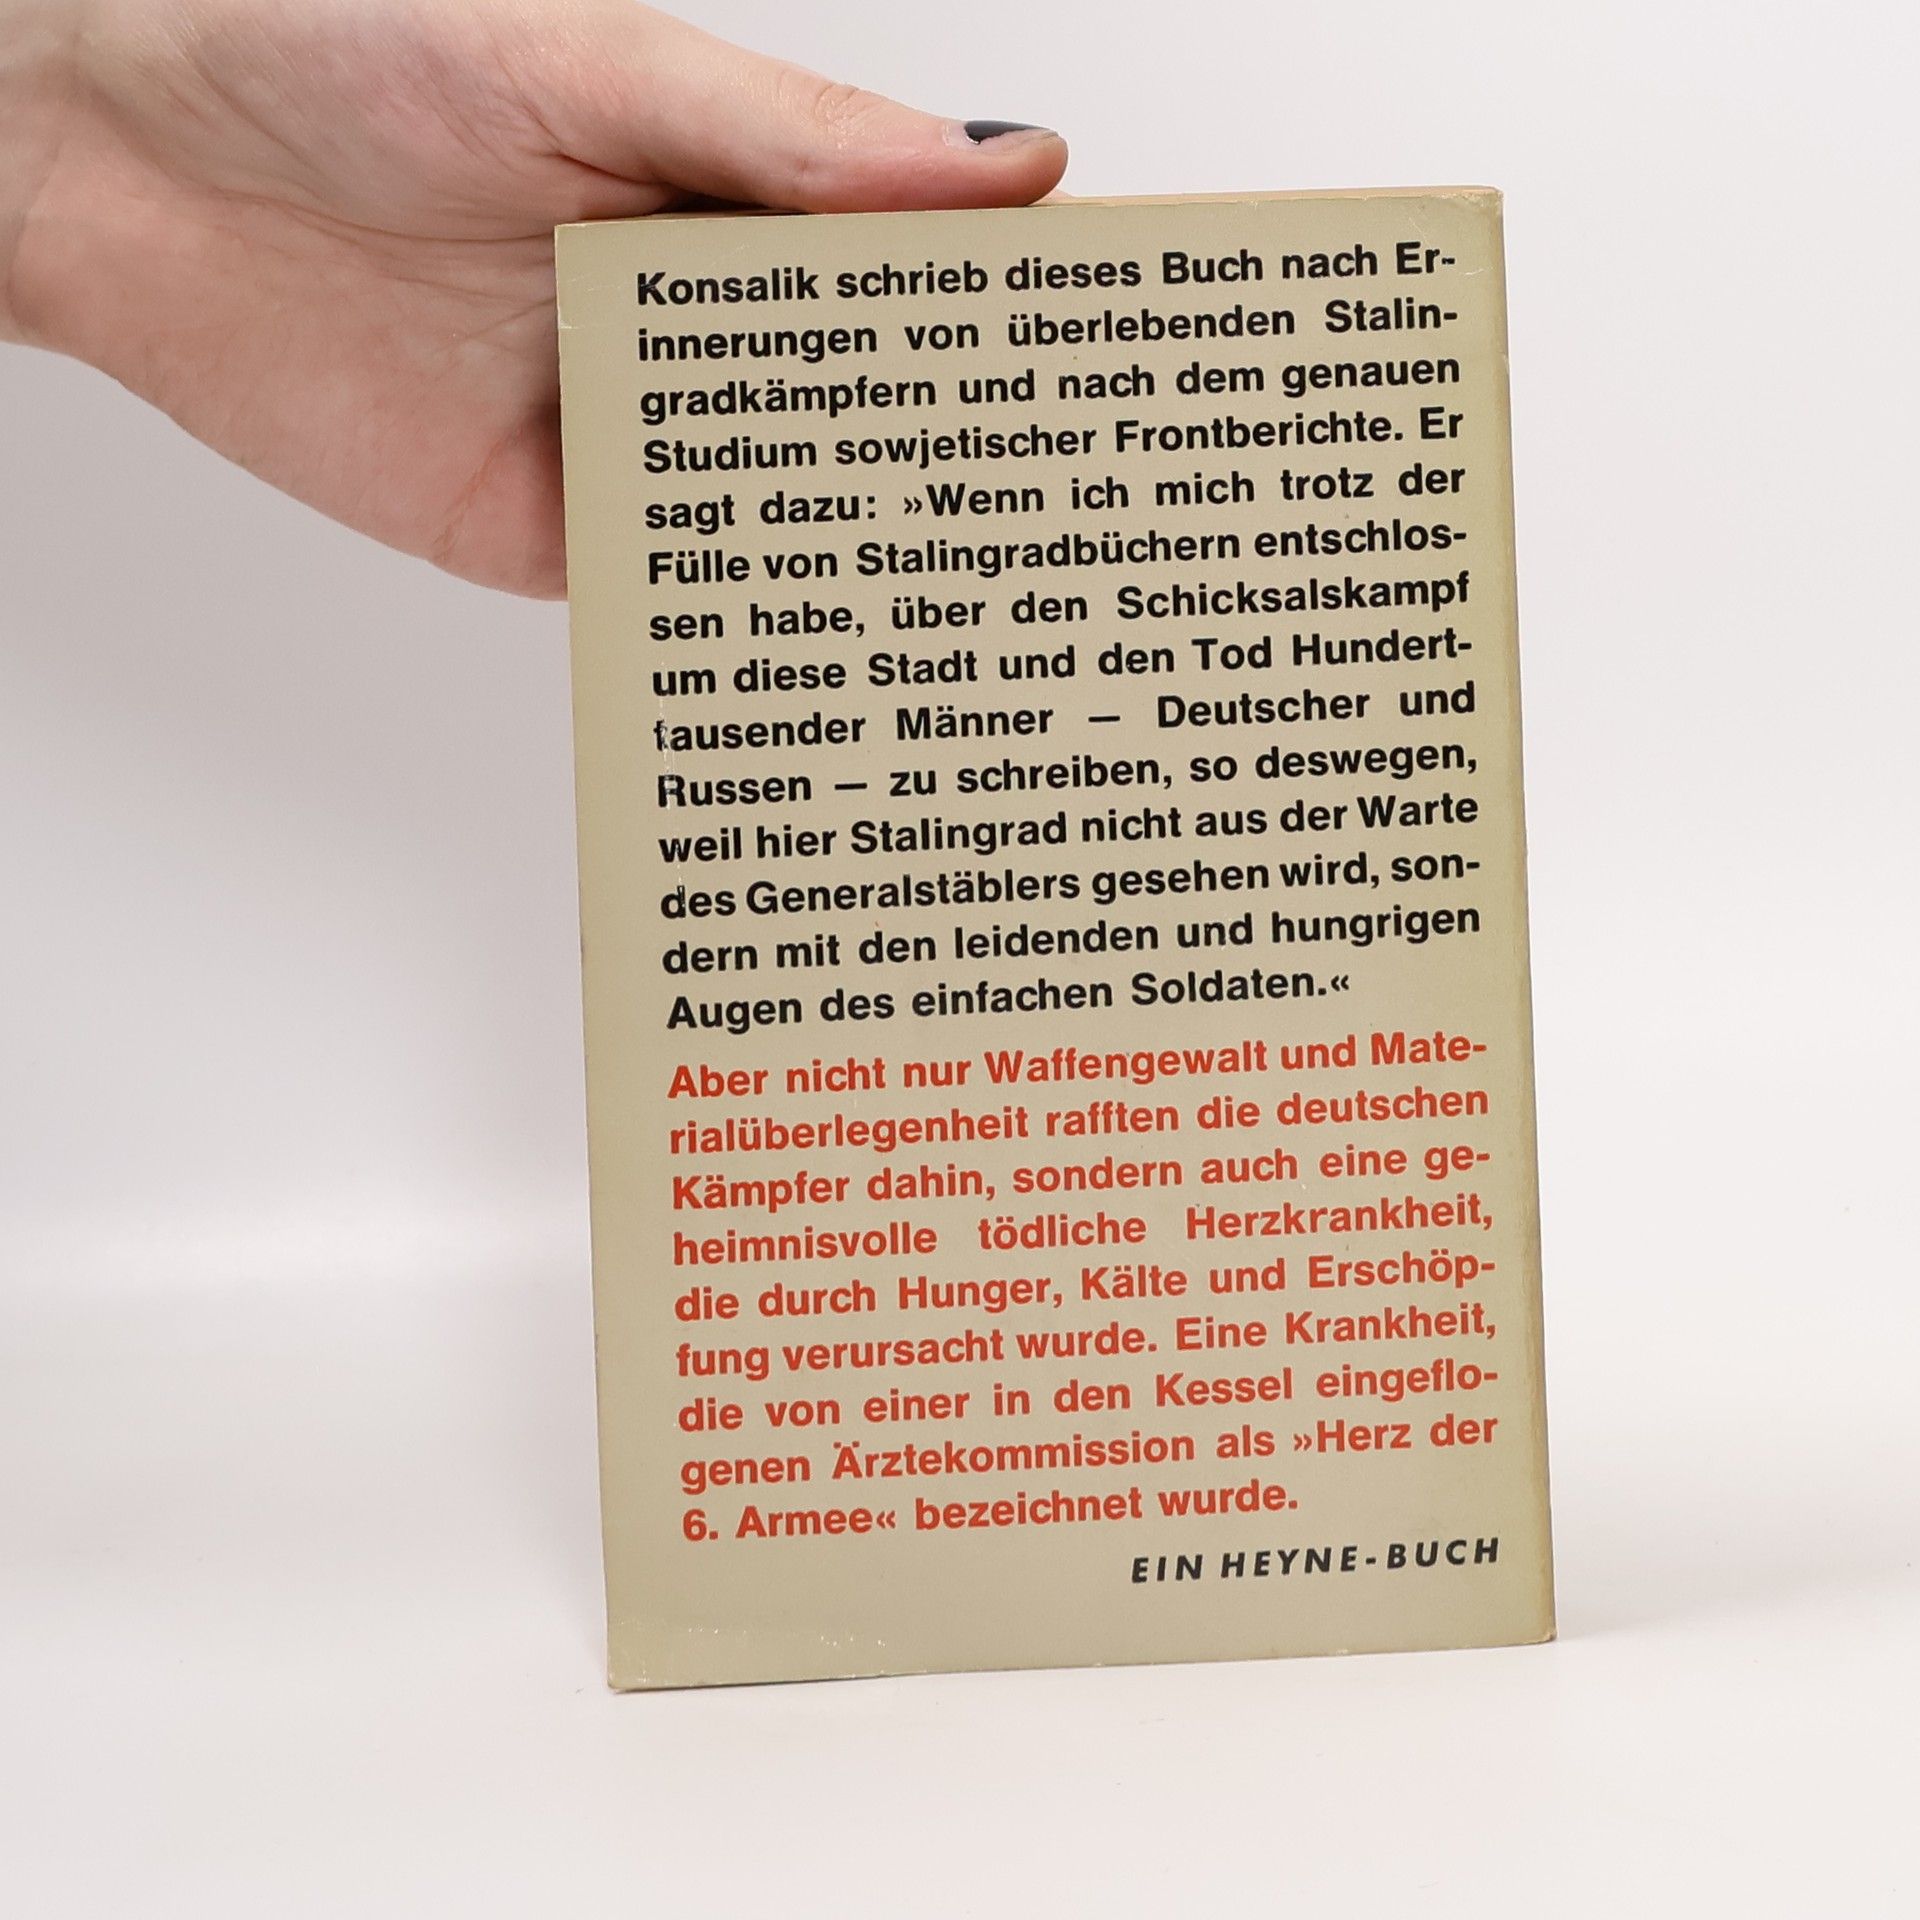 Konsalik schrieb dieses Buch nach Er-
innerungen von überlebenden Stalin-
gradkämpfern und nach dem genauen
Studium sowjetischer Frontberichte. Er
sagt dazu: »Wenn ich mich trotz der
Fülle von Stalingradbüchern entschlos-
sen habe, über den Schicksalskampf
um diese Stadt und den Tod Hundert-
tausender Männer — Deutscher und
Russen — zu schreiben, so deswegen,
weil hier Stalingrad nicht aus der Warte
des Generalstäblers gesehen wird, son-
dern mit den leidenden und hungrigen
Augen des einfachen Soldaten.«
Aber nicht nur Waffengewalt und Mate-
rialüberlegenheit rafften die deutschen
Kämpfer dahin, sondern auch eine ge-
heimnisvolle tödliche Herzkrankheit,
die durch Hunger, Kälte und Erschöp-
fung verursacht wurde. Eine Krankheit,
die von einer in den Kessel eingeflo-
genen Ärztekommission als »Herz der
6. Armee« bezeichnet wurde.
EIN HEYNE-BUCH